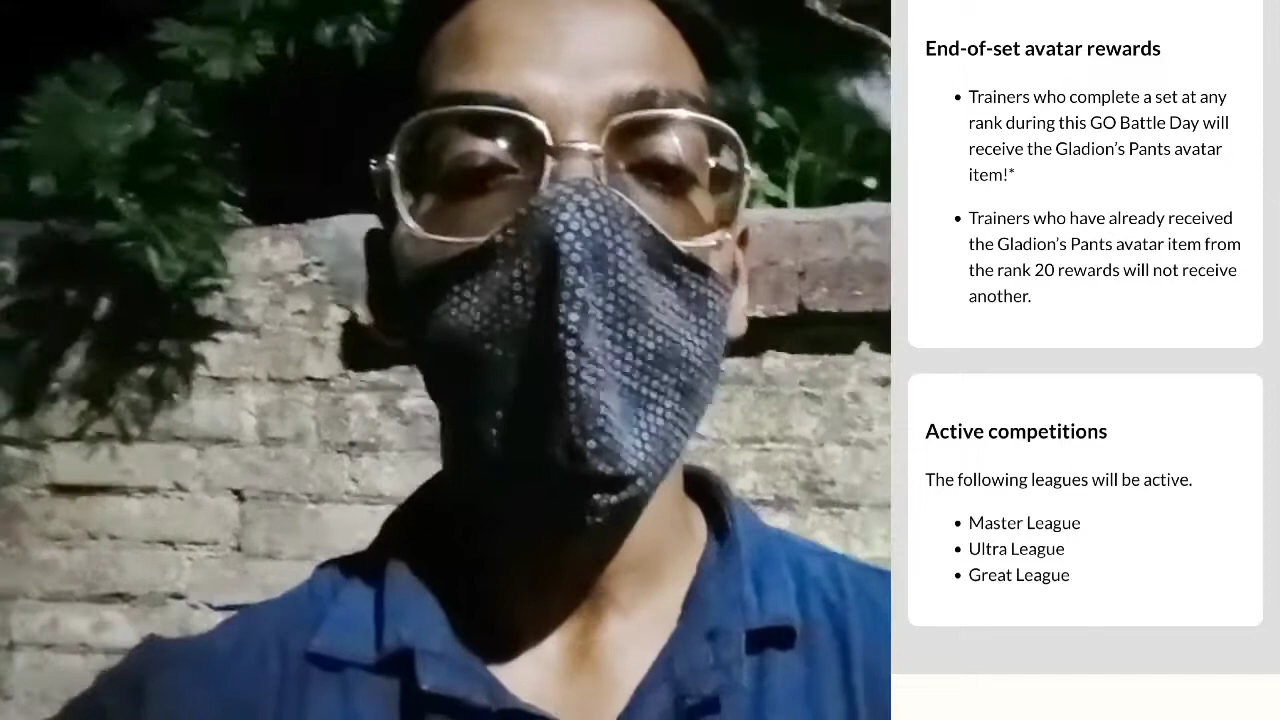 End-of-set avatar rewards
• Trainers who complete a set at any
rank during this GO Battle Day will
receive the Gladion’s Pants avatar
item!*
• Trainers who have already received
the Gladion’s Pants avatar item from
the rank 20 rewards will not receive
another.
Active competitions
The following leagues will be active.
• Master League
• Ultra League
• Great League